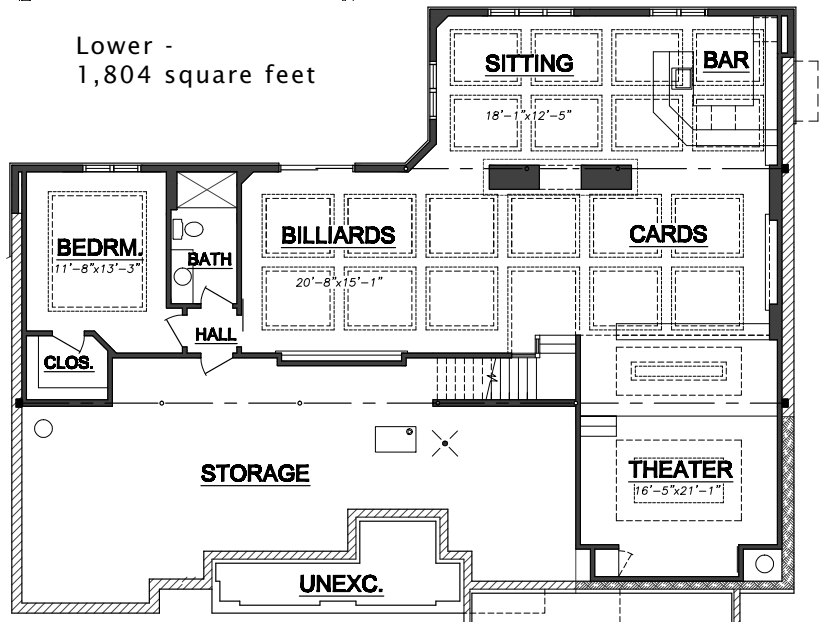 Lower -
1,804 square feet
SITTING
18'-1"x12'-5"
BAR
BEDRM.
11'-8"x13'-3"
BATH
BILLIARDS
20'-8"x15'-1"
CARDS
HALL
CLOS.
STORAGE
THEATER
16'-5"x21'-1"
UNEXC.